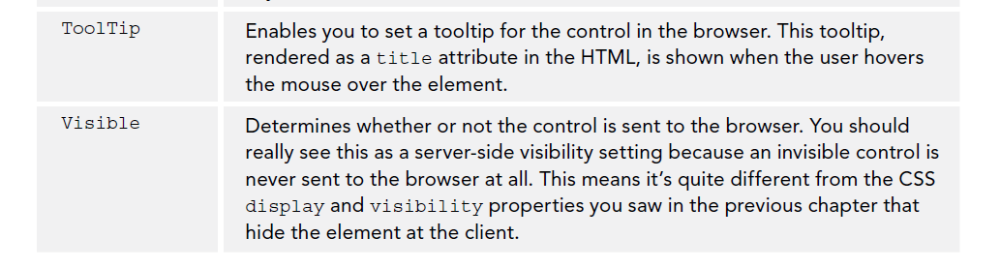 ToolTip
Enables you to set a tooltip for the control in the browser. This tooltip,
rendered as a title attribute in the HTML, is shown when the user hovers
the mouse over the element.
Visible
Determines whether or not the control is sent to the browser. You should
really see this as a server-side visibility setting because an invisible control is
never sent to the browser at all. This means it’s quite different from the CSS
display and visibility properties you saw in the previous chapter that
hide the element at the client.